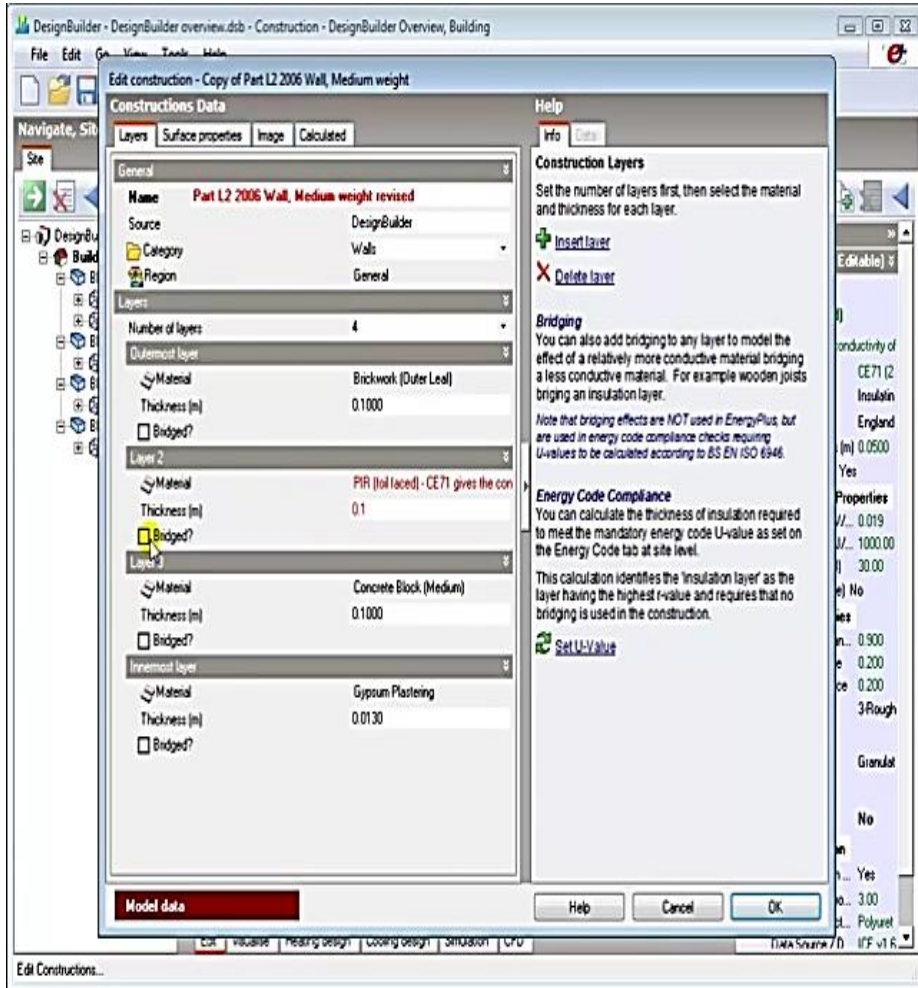 DesignBuilder - DesignBuilder overview.dsb - Construction - DesignBuilder Overview, Building
File Edit Go View Tools Help
Edit construction - Copy of Part L2 2006 Wall, Medium weight
Navigate, Sit
Site
Constructions Data
Layers Surface properties Image Calculated
General
Name Part L2 2006 Wall, Medium weight revised
Source DesignBuilder
Category Walls
Region General
Layers
Number of layers 4
Outermost layer
Material Brickwork (Outer Leaf)
Thickness (m) 0.1000
Bridged?
Layer 2
Material PIR (foil faced) - CE71 gives the con
Thickness (m) 0.1
Bridged?
Layer 3
Material Concrete Block (Medium)
Thickness (m) 0.1000
Bridged?
Innermost layer
Material Gypsum Plastering
Thickness (m) 0.0130
Bridged?
Model data
Help
Info Data
Construction Layers
Set the number of layers first, then select the material
and thickness for each layer.
Insert layer
Delete layer
Bridging
You can also add bridging to any layer to model the
effect of a relatively more conductive material bridging
a less conductive material. For example wooden joists
briging an insulation layer.
Note that bridging effects are NOT used in EnergyPlus, but
are used in energy code compliance checks requiring
U-values to be calculated according to BS EN ISO 6946.
Energy Code Compliance
You can calculate the thickness of insulation required
to meet the mandatory energy code U-value as set on
the Energy Code tab at site level.
This calculation identifies the 'insulation layer' as the
layer having the highest r-value and requires that no
bridging is used in the construction.
Set U-Value
Help Cancel OK
DesignBu
Build
Editable)
onductivity of
CE71 (2
Insulatin
England
(m) 0.0500
Yes
Properties
0.019
1000.00
30.00
No
0.900
0.200
0.200
3-Rough
Granulat
No
Yes
3.00
Polyuret
ICE v1.6
Edit Visualise Heating design Cooling design Simulation CFD
Edit Constructions...